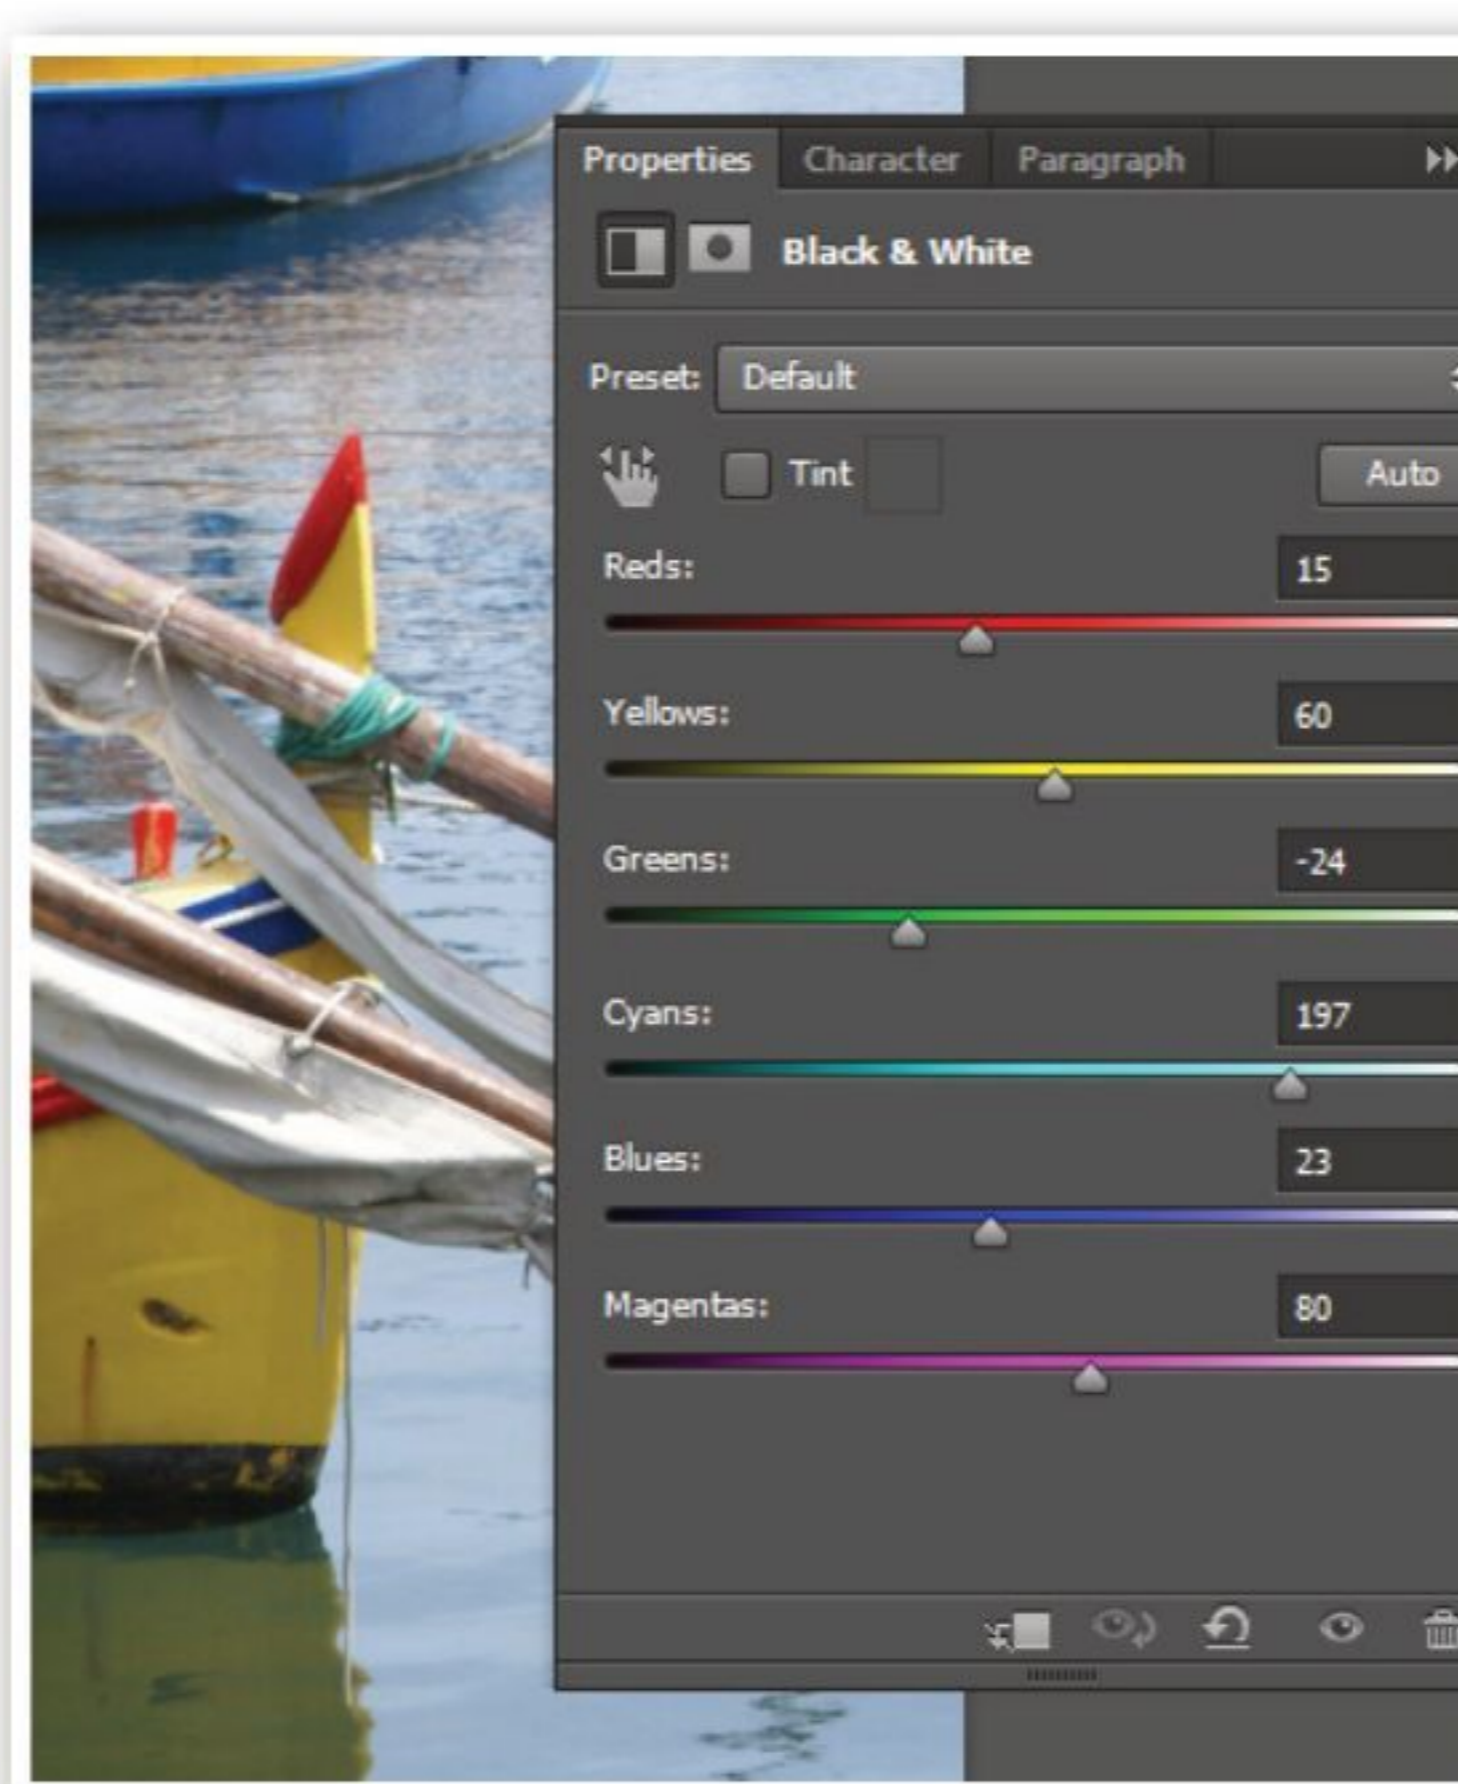 Properties Character Paragraph
Black & White
Preset: Default
Tint Auto
Reds: 15
Yellows: 60
Greens: -24
Cyans: 197
Blues: 23
Magentas: 80